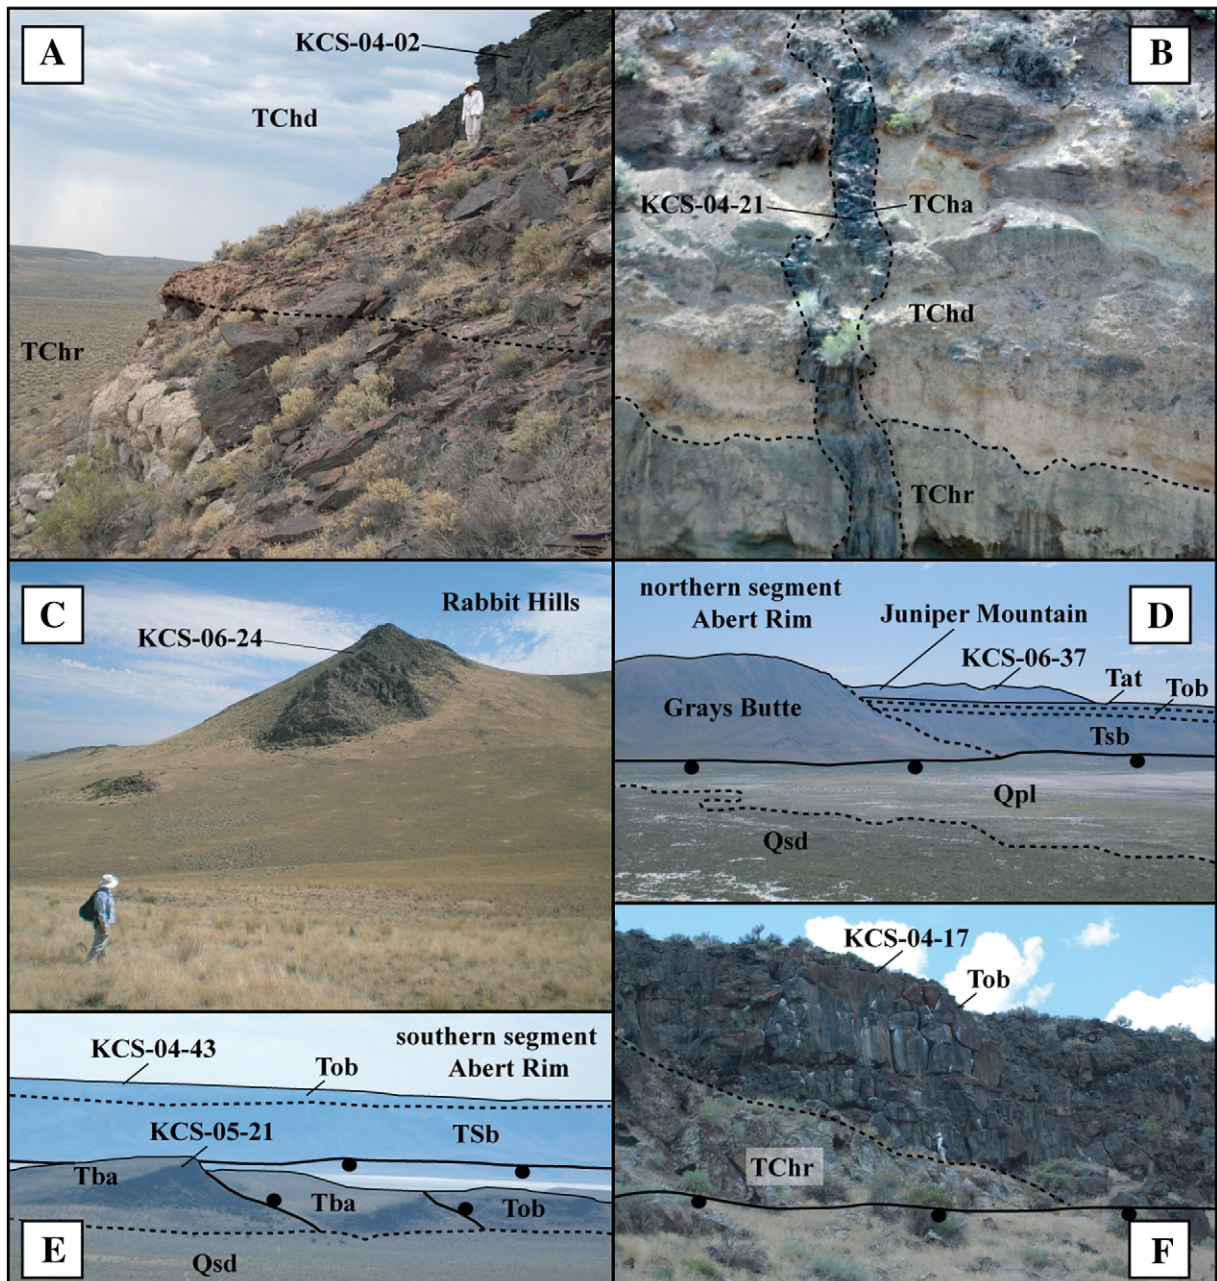 A
KCS-04-02
TChd
TChr
B
KCS-04-21
TCha
TChd
TChr
C
Rabbit Hills
KCS-06-24
northern segment
Abert Rim
D
Juniper Mountain
KCS-06-37
Tat
Tob
Grays Butte
Tsb
Qpl
Qsd
KCS-04-43
southern segment
Abert Rim
Tob
KCS-05-21
TSb
Tba
Tba
Tob
E
Qsd
KCS-04-17
Tob
TChr
F